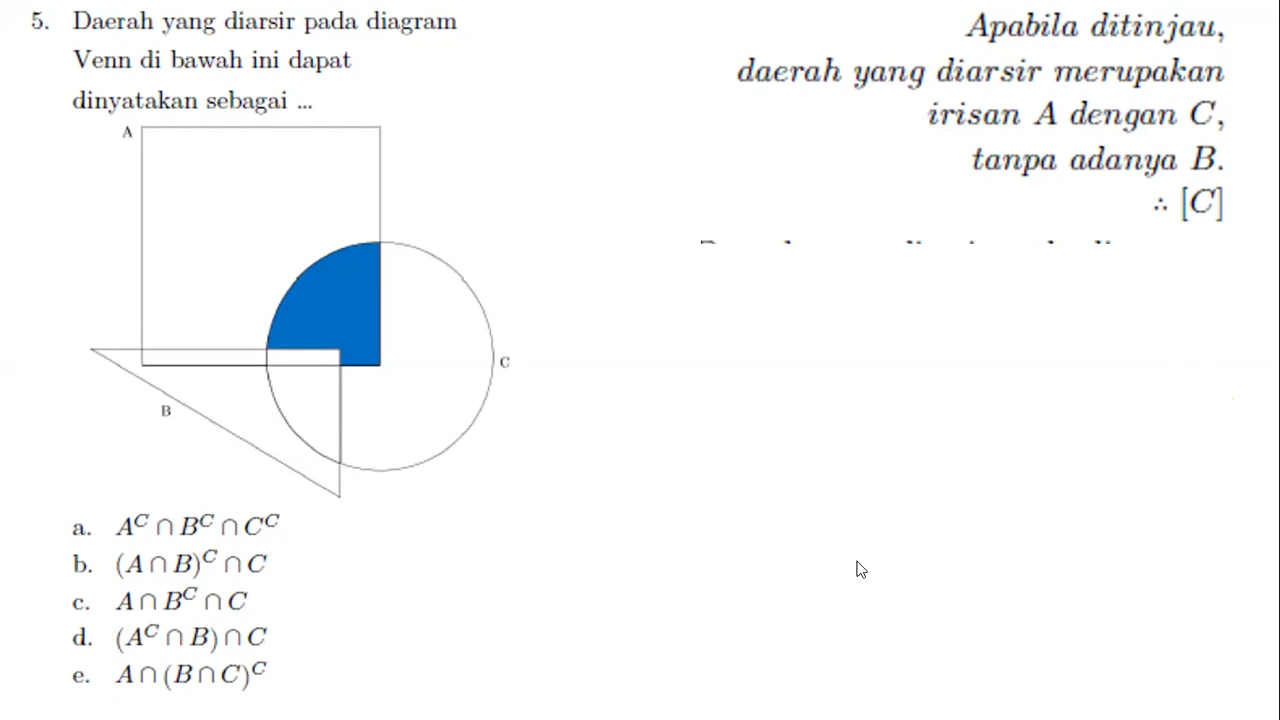 5. Daerah yang diarsir pada diagram
Venn di bawah ini dapat
dinyatakan sebagai ...
A
B
C
a. A^C ∩ B^C ∩ C^C
b. (A ∩ B)^C ∩ C
c. A ∩ B^C ∩ C
d. (A^C ∩ B) ∩ C
e. A ∩ (B ∩ C)^C
Apabila ditinjau,
daerah yang diarsir merupakan
irisan A dengan C,
tanpa adanya B.
∴ [C]